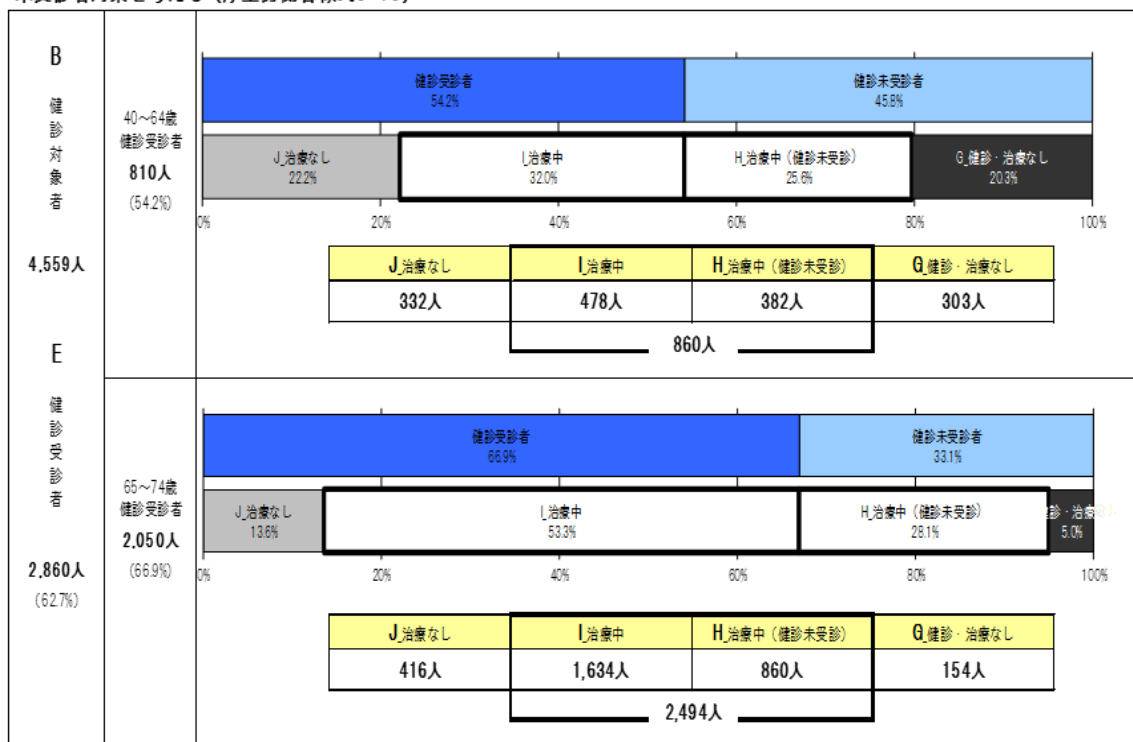 B
健
診
対
象
者
4,559人
E
健
診
受
診
者
2,860人
(62.7%)
40～64歳
健診受診者
810人
(54.2%)
健診受診者
54.2%
健診未受診者
45.8%
J_治療なし
22.2%
I_治療中
32.0%
H_治療中（健診未受診）
25.6%
G_健診・治療なし
20.3%
0% 20% 40% 60% 80% 100%
J_治療なし I_治療中 H_治療中（健診未受診） G_健診・治療なし
332人 478人 382人 303人
860人
65～74歳
健診受診者
2,050人
(66.9%)
健診受診者
66.9%
健診未受診者
33.1%
J_治療なし
13.6%
I_治療中
53.3%
H_治療中（健診未受診）
28.1%
診・治療
5.0%
0% 20% 40% 60% 80% 100%
J_治療なし I_治療中 H_治療中（健診未受診） G_健診・治療なし
416人 1,634人 860人 154人
2,494人